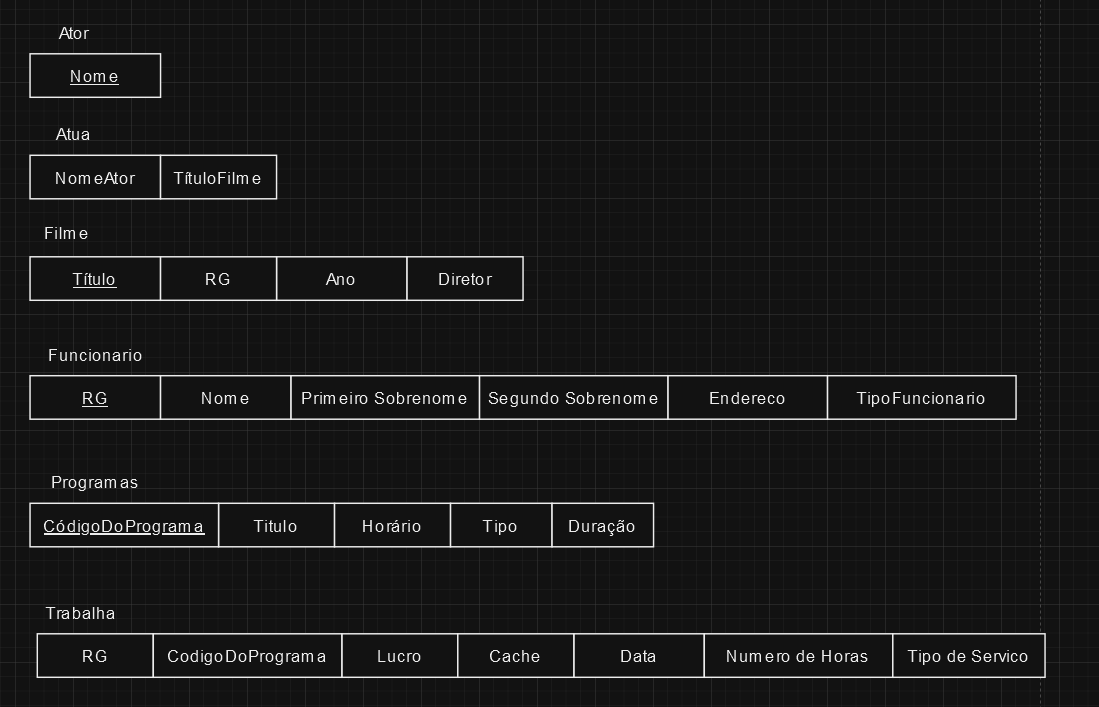 Ator
Nome
Atua
NomeAtor TítuloFilme
Filme
Título RG Ano Diretor
Funcionario
RG Nome Primeiro Sobrenome Segundo Sobrenome Endereco TipoFuncionario
Programas
CódigoDoPrograma Titulo Horário Tipo Duração
Trabalha
RG CodigoDoPrograma Lucro Cache Data Numero de Horas Tipo de Servico